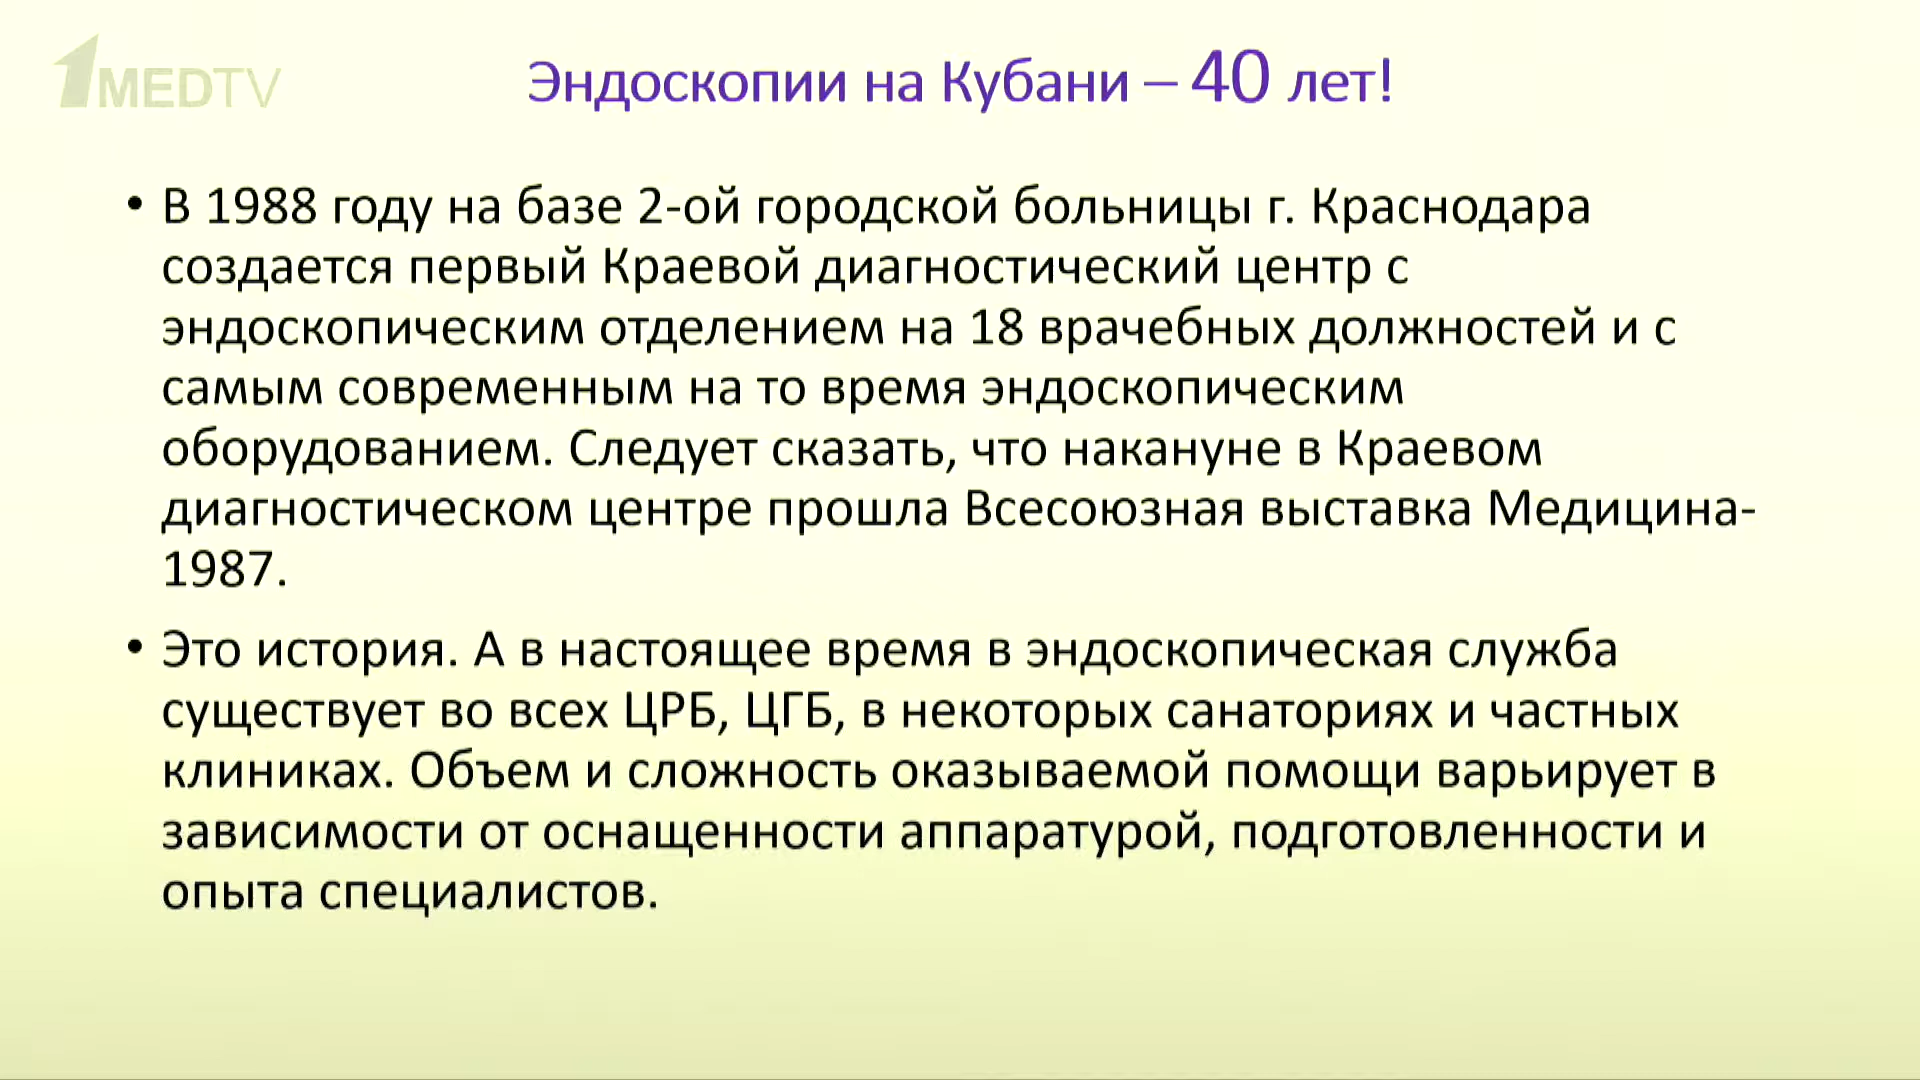 1MEDTV
Эндоскопии на Кубани – 40 лет!
• В 1988 году на базе 2-ой городской больницы г. Краснодара
создается первый Краевой диагностический центр с
эндоскопическим отделением на 18 врачебных должностей и с
самым современным на то время эндоскопическим
оборудованием. Следует сказать, что накануне в Краевом
диагностическом центре прошла Всесоюзная выставка Медицина-
1987.
• Это история. А в настоящее время в эндоскопическая служба
существует во всех ЦРБ, ЦГБ, в некоторых санаториях и частных
клиниках. Объем и сложность оказываемой помощи варьирует в
зависимости от оснащенности аппаратурой, подготовленности и
опыта специалистов.